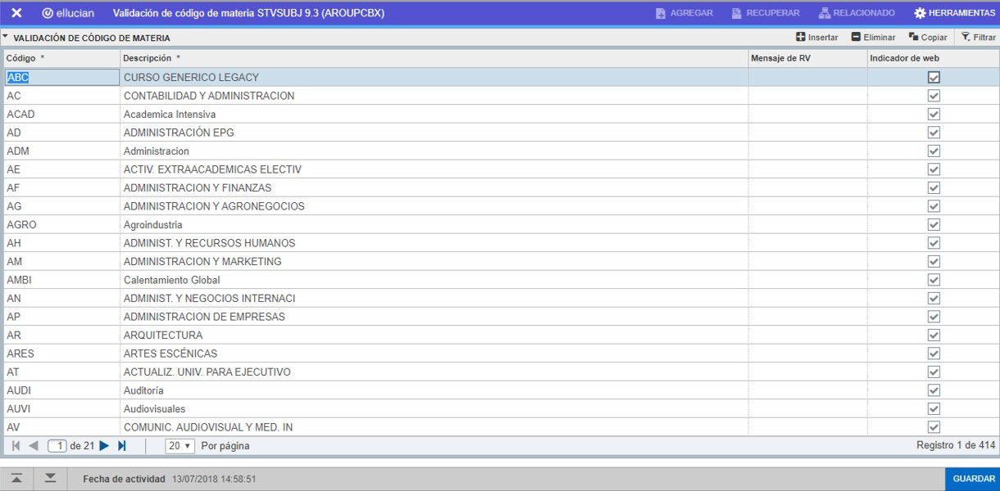 ellucian Validación de código de materia STVSUBJ 9.3 (AROUPCBX) AGREGAR RECUPERAR RELACIONADO HERRAMIENTAS
VALIDACIÓN DE CÓDIGO DE MATERIA Insertar Eliminar Copiar Filtrar
Código * Descripción * Mensaje de RV Indicador de web
ABC CURSO GENERICO LEGACY
AC CONTABILIDAD Y ADMINISTRACION
ACAD Academica Intensiva
AD ADMINISTRACIÓN EPG
ADM Administracion
AE ACTIV. EXTRAACADEMICAS ELECTIV
AF ADMINISTRACION Y FINANZAS
AG ADMINISTRACION Y AGRONEGOCIOS
AGRO Agroindustria
AH ADMINIST. Y RECURSOS HUMANOS
AM ADMINISTRACION Y MARKETING
AMBI Calentamiento Global
AN ADMINIST. Y NEGOCIOS INTERNACI
AP ADMINISTRACION DE EMPRESAS
AR ARQUITECTURA
ARES ARTES ESCÉNICAS
AT ACTUALIZ. UNIV. PARA EJECUTIVO
AUDI Auditoría
AUVI Audiovisuales
AV COMUNIC. AUDIOVISUAL Y MED. IN
1 de 21 20 Por página Registro 1 de 414
Fecha de actividad 13/07/2018 14:58:51 GUARDAR